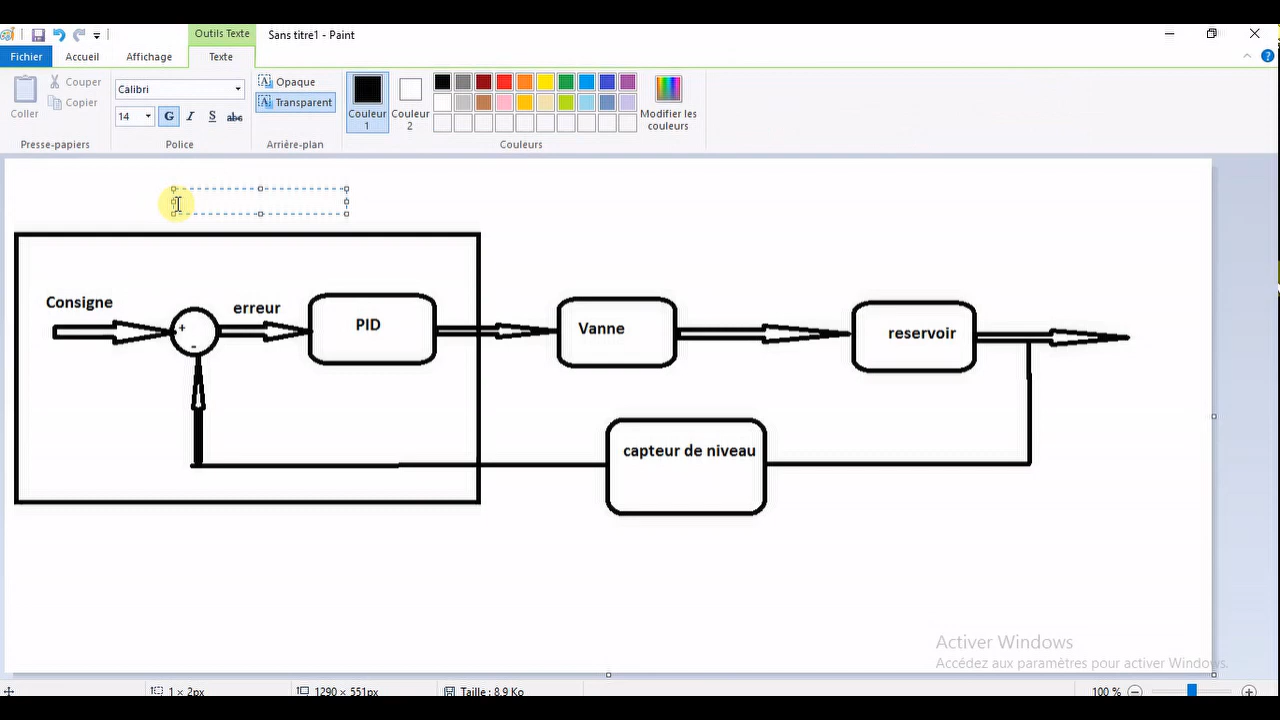 Outils Texte
Sans titre1 - Paint
Fichier
Accueil
Affichage
Texte
Coller
Couper
Copier
Presse-papiers
Calibri
14
G
I
S
abc
Police
Opaque
Transparent
Arrière-plan
Couleur
1
Couleur
2
Modifier les
couleurs
Couleurs
Consigne
+
-
erreur
PID
Vanne
reservoir
capteur de niveau
Activer Windows
Accédez aux paramètres pour activer Windows.
1 × 2px
1290 × 551px
Taille : 8,9 Ko
100 %